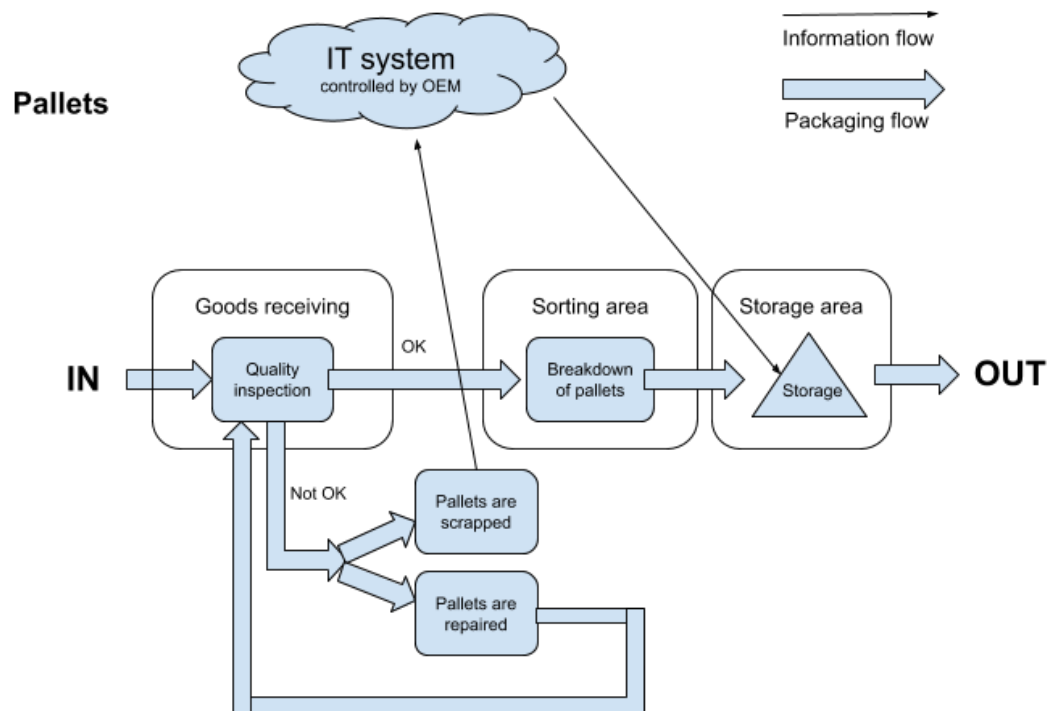 IT system
controlled by OEM
Information flow
Packaging flow
Pallets
Goods receiving
Sorting area
Storage area
IN
Quality
inspection
OK
Breakdown
of pallets
Storage
OUT
Not OK
Pallets are
scrapped
Pallets are
repaired